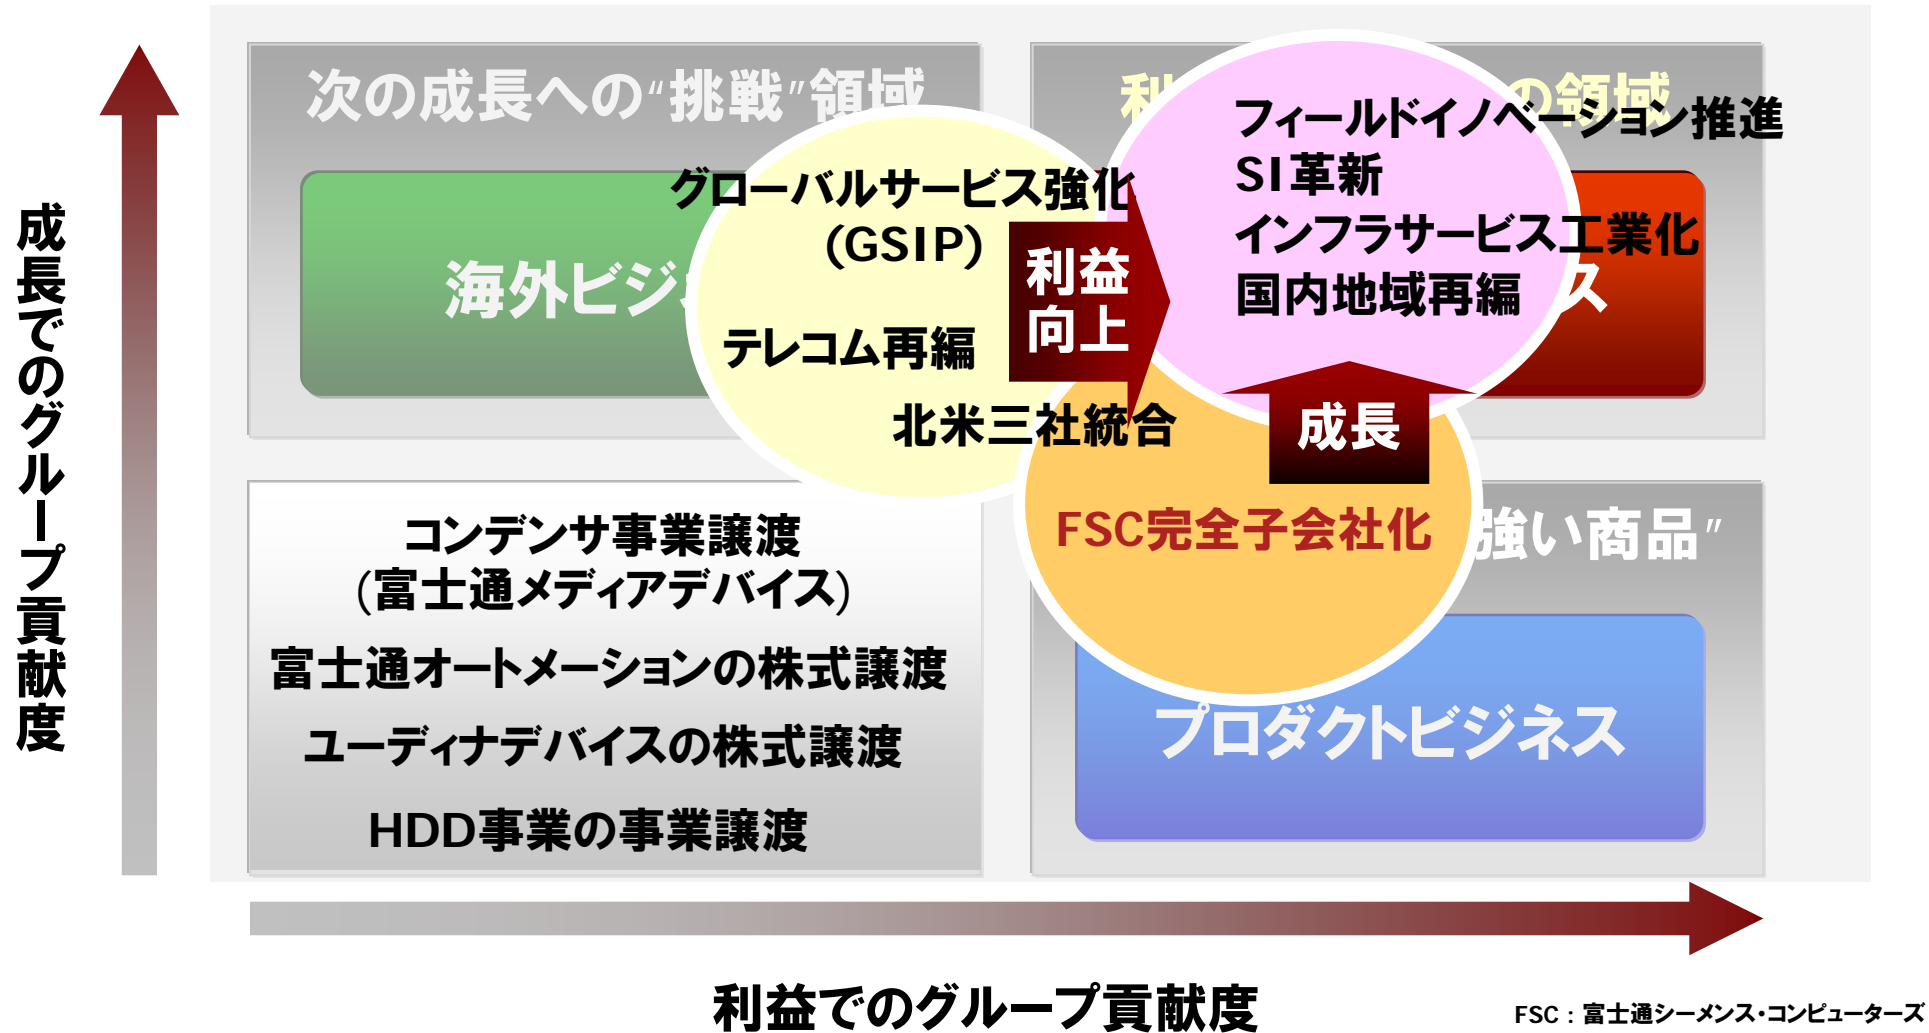 次の成長への“挑戦”領域
利
の領域
フィールドイノベーション推進
SI革新
インフラサービス工業化
国内地域再編
ス
グローバルサービス強化
(GSIP)
海外ビジ
テレコム再編
北米三社統合
利益
向上
成長
コンデンサ事業譲渡
(富士通メディアデバイス)
富士通オートメーションの株式譲渡
ユーディナデバイスの株式譲渡
HDD事業の事業譲渡
FSC完全子会社化
強い商品”
プロダクトビジネス
成長でのグループ貢献度
利益でのグループ貢献度
FSC：富士通シーメンス・コンピューターズ